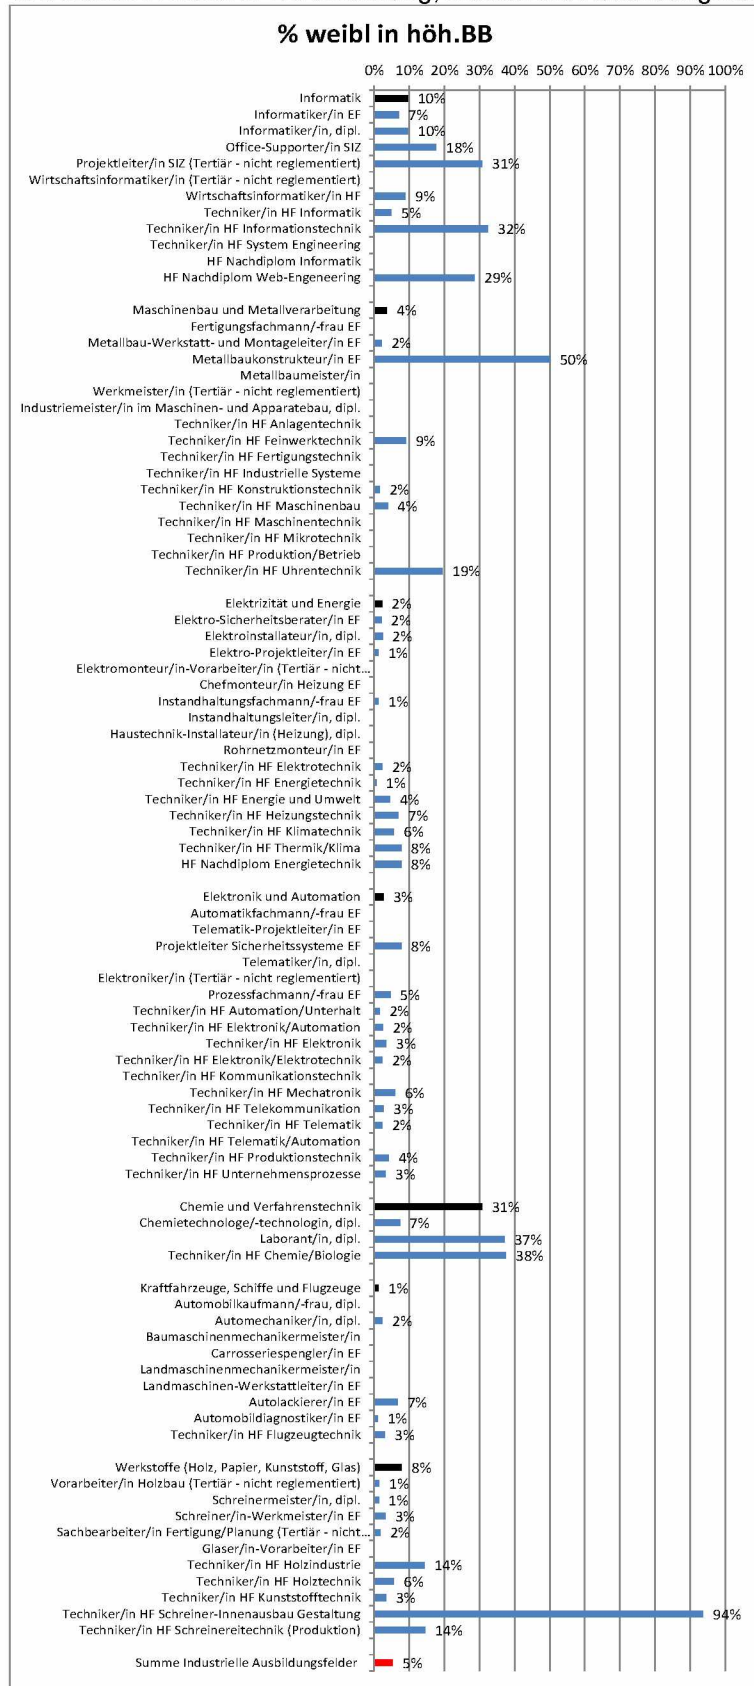 % weibl in höh.BB
0% 10% 20% 30% 40% 50% 60% 70% 80% 90% 100%
Informatik 10%
Informatiker/in EF 7%
Informatiker/in, dipl. 10%
Office-Supporter/in SIZ 18%
Projektleiter/in SIZ (Tertiär - nicht reglementiert) 31%
Wirtschaftsinformatiker/in (Tertiär - nicht reglementiert)
Wirtschaftsinformatiker/in HF 9%
Techniker/in HF Informatik 5%
Techniker/in HF Informationstechnik 32%
Techniker/in HF System Engineering
HF Nachdiplom Informatik
HF Nachdiplom Web-Engeneering 29%
Maschinenbau und Metallverarbeitung 4%
Fertigungsfachmann/-frau EF
Metallbau-Werkstatt- und Montageleiter/in EF 2%
Metallbaukonstrukteur/in EF 50%
Metallbaumeister/in
Werkmeister/in (Tertiär - nicht reglementiert)
Industriemeister/in im Maschinen- und Apparatebau, dipl.
Techniker/in HF Anlagentechnik
Techniker/in HF Feinwerktechnik 9%
Techniker/in HF Fertigungstechnik
Techniker/in HF Industrielle Systeme
Techniker/in HF Konstruktionstechnik 2%
Techniker/in HF Maschinenbau 4%
Techniker/in HF Maschinentechnik
Techniker/in HF Mikrotechnik
Techniker/in HF Produktion/Betrieb
Techniker/in HF Uhrentechnik 19%
Elektrizität und Energie 2%
Elektro-Sicherheitsberater/in EF 2%
Elektroinstallateur/in, dipl. 2%
Elektro-Projektleiter/in EF 1%
Elektromonteur/in-Vorarbeiter/in (Tertiär - nicht...
Chefmonteur/in Heizung EF
Instandhaltungsfachmann/-frau EF 1%
Instandhaltungsleiter/in, dipl.
Haustechnik-Installateur/in (Heizung), dipl.
Rohrnetzmonteur/in EF
Techniker/in HF Elektrotechnik 2%
Techniker/in HF Energietechnik 1%
Techniker/in HF Energie und Umwelt 4%
Techniker/in HF Heizungstechnik 7%
Techniker/in HF Klimatechnik 6%
Techniker/in HF Thermik/Klima 8%
HF Nachdiplom Energietechnik 8%
Elektronik und Automation 3%
Automatikfachmann/-frau EF
Telematik-Projektleiter/in EF
Projektleiter Sicherheitssysteme EF 8%
Telematiker/in, dipl.
Elektroniker/in (Tertiär - nicht reglementiert)
Prozessfachmann/-frau EF 5%
Techniker/in HF Automation/Unterhalt 2%
Techniker/in HF Elektronik/Automation 2%
Techniker/in HF Elektronik 3%
Techniker/in HF Elektronik/Elektrotechnik 2%
Techniker/in HF Kommunikationstechnik
Techniker/in HF Mechatronik 6%
Techniker/in HF Telekommunikation 3%
Techniker/in HF Telematik 2%
Techniker/in HF Telematik/Automation
Techniker/in HF Produktionstechnik 4%
Techniker/in HF Unternehmensprozesse 3%
Chemie und Verfahrenstechnik 31%
Chemietechnologe/-technologin, dipl. 7%
Laborant/in, dipl. 37%
Techniker/in HF Chemie/Biologie 38%
Kraftfahrzeuge, Schiffe und Flugzeuge 1%
Automobilkaufmann/-frau, dipl.
Automechaniker/in, dipl. 2%
Baumaschinenmechanikermeister/in
Carrosseriespengler/in EF
Landmaschinenmechanikermeister/in
Landmaschinen-Werkstattleiter/in EF
Autolackierer/in EF 7%
Automobildiagnostiker/in EF 1%
Techniker/in HF Flugzeugtechnik 3%
Werkstoffe (Holz, Papier, Kunststoff, Glas) 8%
Vorarbeiter/in Holzbau (Tertiär - nicht reglementiert) 1%
Schreinermeister/in, dipl. 1%
Schreiner/in-Werkmeister/in EF 3%
Sachbearbeiter/in Fertigung/Planung (Tertiär - nicht... 2%
Glaser/in-Vorarbeiter/in EF
Techniker/in HF Holzindustrie 14%
Techniker/in HF Holztechnik 6%
Techniker/in HF Kunststofftechnik 3%
Techniker/in HF Schreiner-Innenausbau Gestaltung 94%
Techniker/in HF Schreinereitechnik (Produktion) 14%
Summe Industrielle Ausbildungsfelder 5%